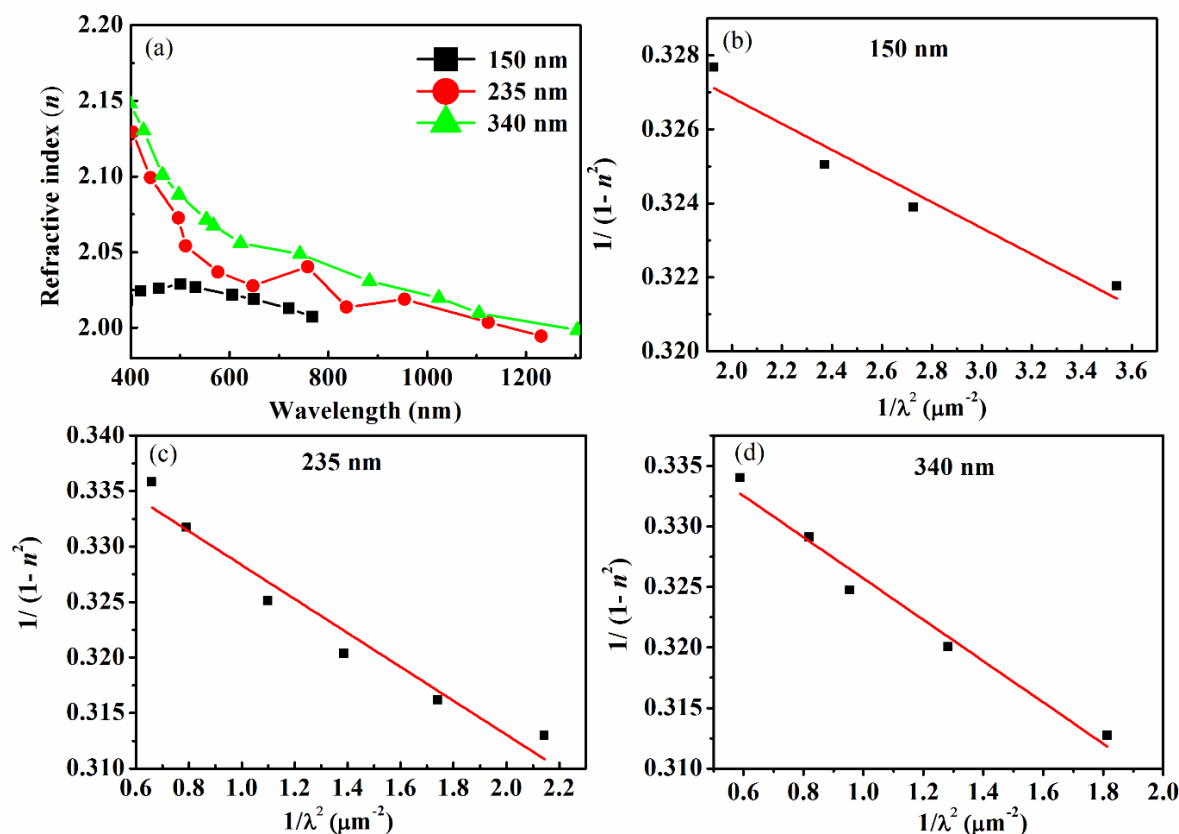 (a)
2.20
2.15
2.10
2.05
2.00
Refractive index (n)
150 nm
235 nm
340 nm
400 600 800 1000 1200
Wavelength (nm)
(b)
150 nm
0.328
0.326
0.324
0.322
0.320
1/ (1- n²)
2.0 2.2 2.4 2.6 2.8 3.0 3.2 3.4 3.6
1/λ² (μm⁻²)
(c)
235 nm
0.340
0.335
0.330
0.325
0.320
0.315
0.310
1/ (1- n²)
0.6 0.8 1.0 1.2 1.4 1.6 1.8 2.0 2.2
1/λ² (μm⁻²)
(d)
340 nm
0.335
0.330
0.325
0.320
0.315
0.310
1/ (1- n²)
0.6 0.8 1.0 1.2 1.4 1.6 1.8 2.0
1/λ² (μm⁻²)